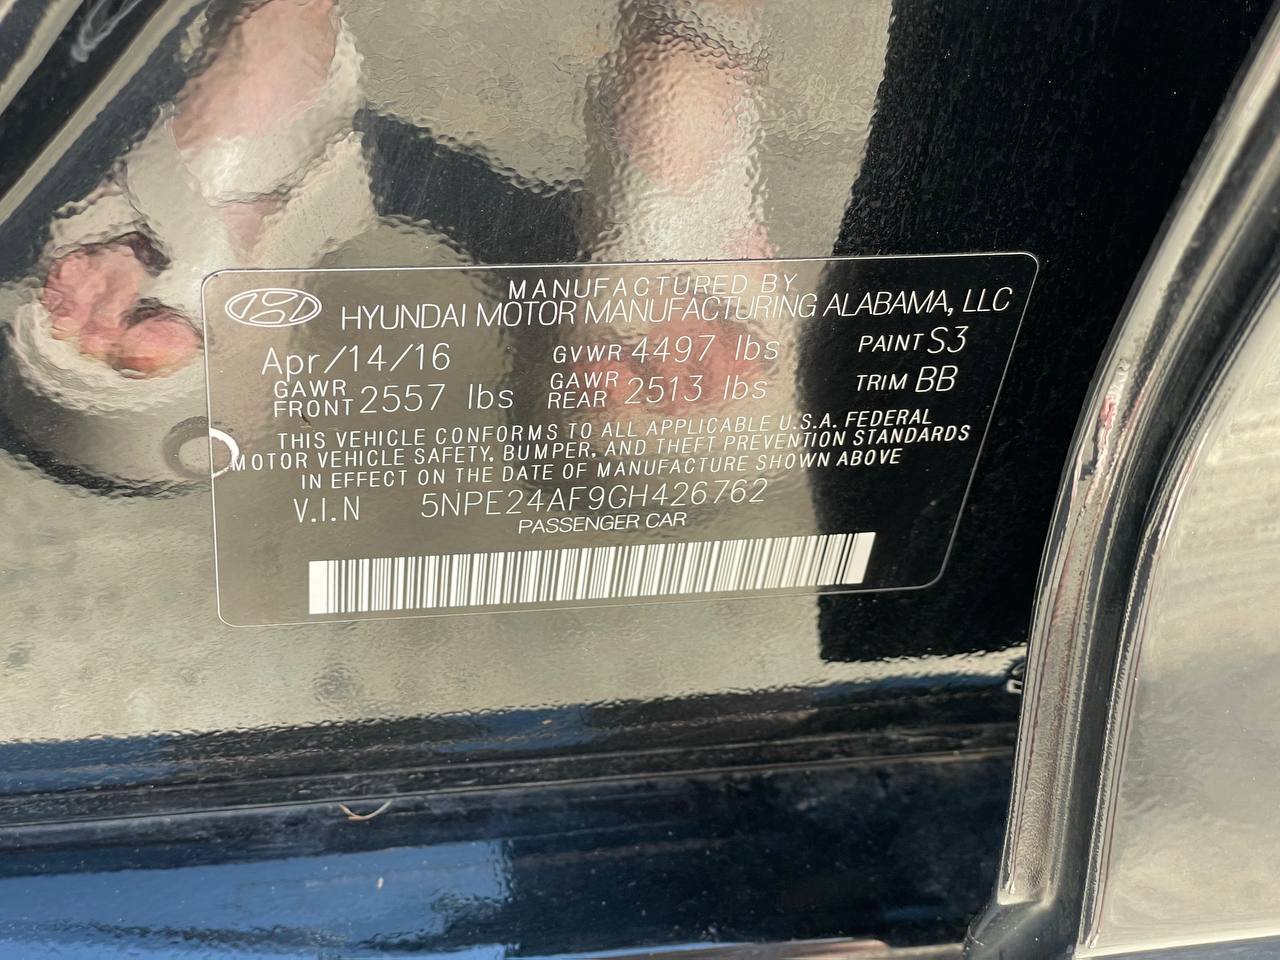 MANUFACTURED BY
HYUNDAI MOTOR MANUFACTURING ALABAMA, LLC
Apr/14/16 GVWR 4497 lbs PAINT S3
GAWR FRONT 2557 lbs GAWR REAR 2513 lbs TRIM BB
THIS VEHICLE CONFORMS TO ALL APPLICABLE U.S.A. FEDERAL
MOTOR VEHICLE SAFETY, BUMPER, AND THEFT PREVENTION STANDARDS
IN EFFECT ON THE DATE OF MANUFACTURE SHOWN ABOVE
V.I.N 5NPE24AF9GH426762
PASSENGER CAR